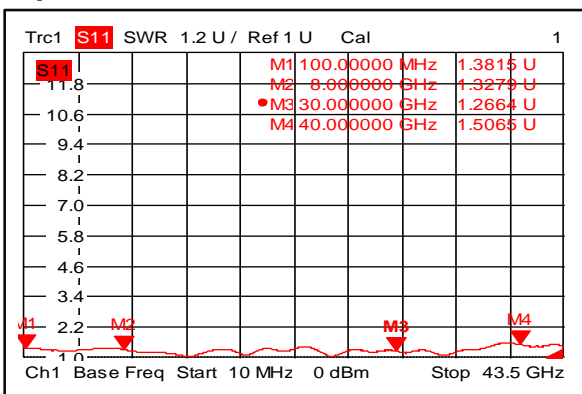 Trc1 S11 SWR 1.2 U / Ref 1 U Cal 1
S11
M1 100.00000 MHz 1.3815 U
11.8
M2 8.000000 GHz 1.3279 U
M3 30.000000 GHz 1.2664 U
10.6
M4 40.000000 GHz 1.5065 U
9.4
8.2
7.0
5.8
4.6
3.4
M1 M2 M3 M4
2.2
1.0
Ch1 Base Freq Start 10 MHz 0 dBm Stop 43.5 GHz